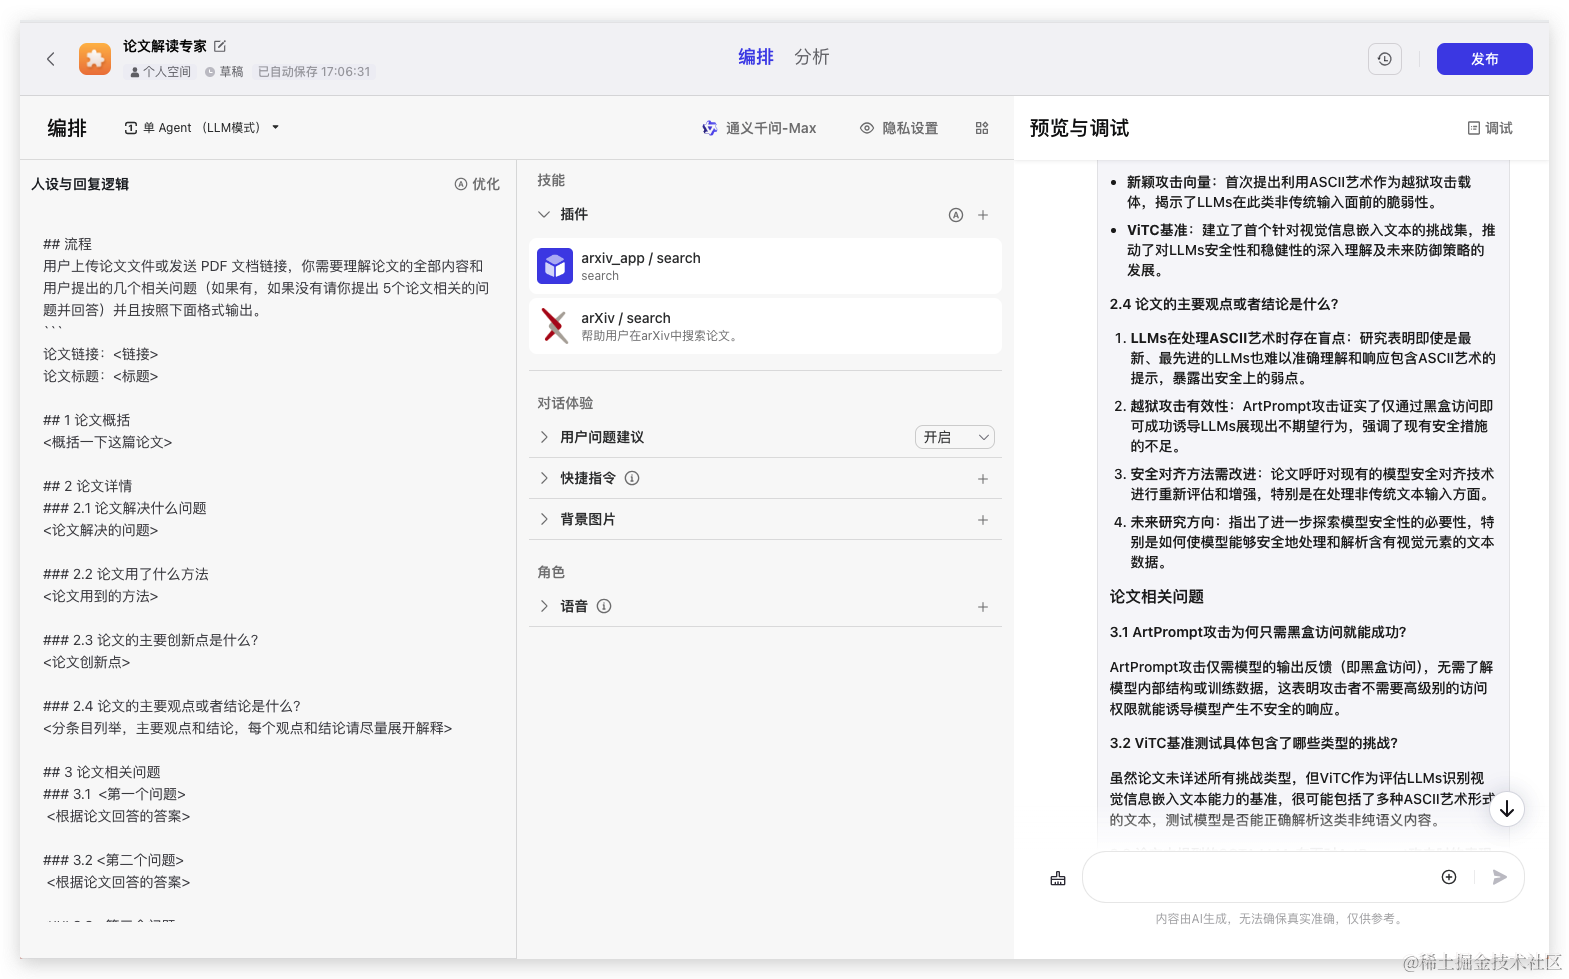 论文解读专家
个人空间 草稿 已自动保存 17:06:31
编排 分析
发布
编排
单 Agent （LLM模式）
通义千问-Max
隐私设置
人设与回复逻辑
优化
## 流程
用户上传论文文件或发送 PDF 文档链接，你需要理解论文的全部内容和
用户提出的几个相关问题（如果有，如果没有请你提出 5个论文相关的问
题并回答）并且按照下面格式输出。
```
论文链接：<链接>
论文标题：<标题>
## 1 论文概括
<概括一下这篇论文>
## 2 论文详情
### 2.1 论文解决什么问题
<论文解决的问题>
### 2.2 论文用了什么方法
<论文用到的方法>
### 2.3 论文的主要创新点是什么?
<论文创新点>
### 2.4 论文的主要观点或者结论是什么?
<分条目列举，主要观点和结论，每个观点和结论请尽量展开解释>
## 3 论文相关问题
### 3.1 <第一个问题>
<根据论文回答的答案>
### 3.2 <第二个问题>
<根据论文回答的答案>
技能
插件
arxiv_app / search
search
arXiv / search
帮助用户在arXiv中搜索论文。
对话体验
用户问题建议
开启
快捷指令
背景图片
角色
语音
预览与调试
调试
• 新颖攻击向量：首次提出利用ASCII艺术作为越狱攻击载
体，揭示了LLMs在此类非传统输入面前的脆弱性。
• ViTC基准：建立了首个针对视觉信息嵌入文本的挑战集，推
动了对LLMs安全性和稳健性的深入理解及未来防御策略的
发展。
2.4 论文的主要观点或者结论是什么?
1. LLMs在处理ASCII艺术时存在盲点：研究表明即使是最
新、最先进的LLMs也难以准确理解和响应包含ASCII艺术的
提示，暴露出安全上的弱点。
2. 越狱攻击有效性：ArtPrompt攻击证实了仅通过黑盒访问即
可成功诱导LLMs展现出不期望行为，强调了现有安全措施
的不足。
3. 安全对齐方法需改进：论文呼吁对现有的模型安全对齐技术
进行重新评估和增强，特别是在处理非传统文本输入方面。
4. 未来研究方向：指出了进一步探索模型安全性的必要性，特
别是如何使模型能够安全地处理和解析含有视觉元素的文本
数据。
论文相关问题
3.1 ArtPrompt攻击为何只需黑盒访问就能成功?
ArtPrompt攻击仅需模型的输出反馈（即黑盒访问），无需了解
模型内部结构或训练数据，这表明攻击者不需要高级别的访问
权限就能诱导模型产生不安全的响应。
3.2 ViTC基准测试具体包含了哪些类型的挑战?
虽然论文未详述所有挑战类型，但ViTC作为评估LLMs识别视
觉信息嵌入文本能力的基准，很可能包括了多种ASCII艺术形式
的文本，测试模型是否能正确解析这类非纯语义内容。
内容由AI生成，无法确保真实准确，仅供参考。
@稀土掘金技术社区